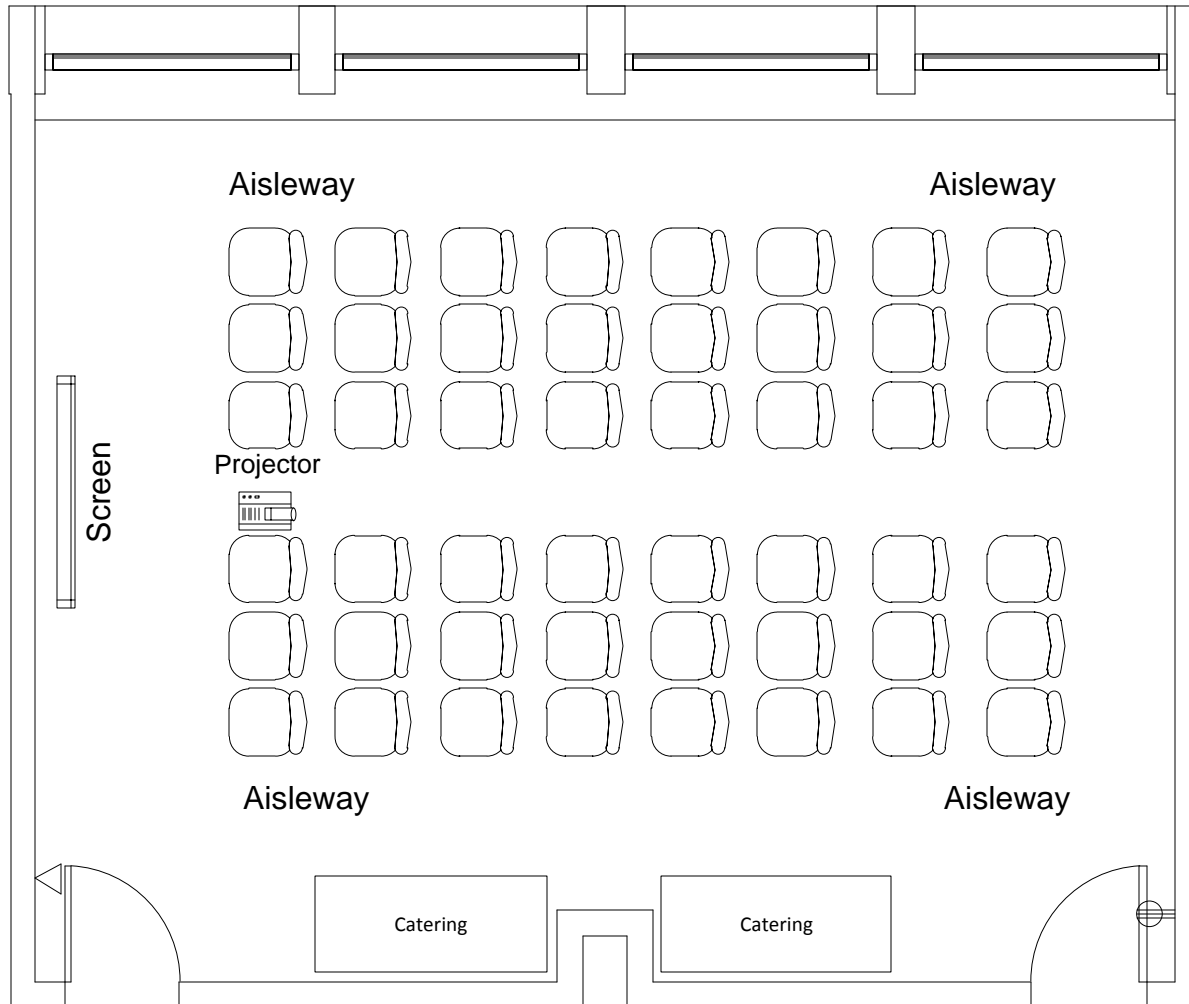 Aisleway
Aisleway
Projector
Screen
Aisleway
Aisleway
Catering
Catering